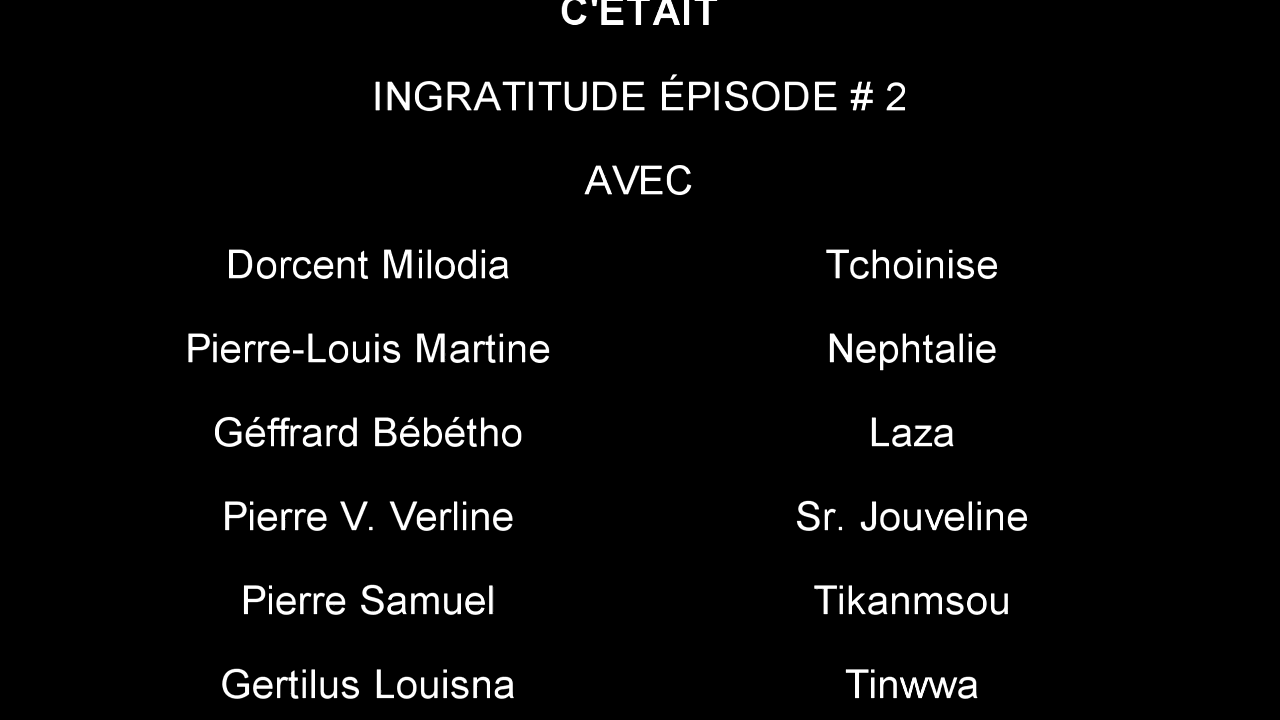 C'ÉTAIT
INGRATITUDE ÉPISODE # 2
AVEC
Dorcent Milodia Tchoinise
Pierre-Louis Martine Nephtalie
Géffrard Bébétho Laza
Pierre V. Verline Sr. Jouveline
Pierre Samuel Tikanmsou
Gertilus Louisna Tinwwa